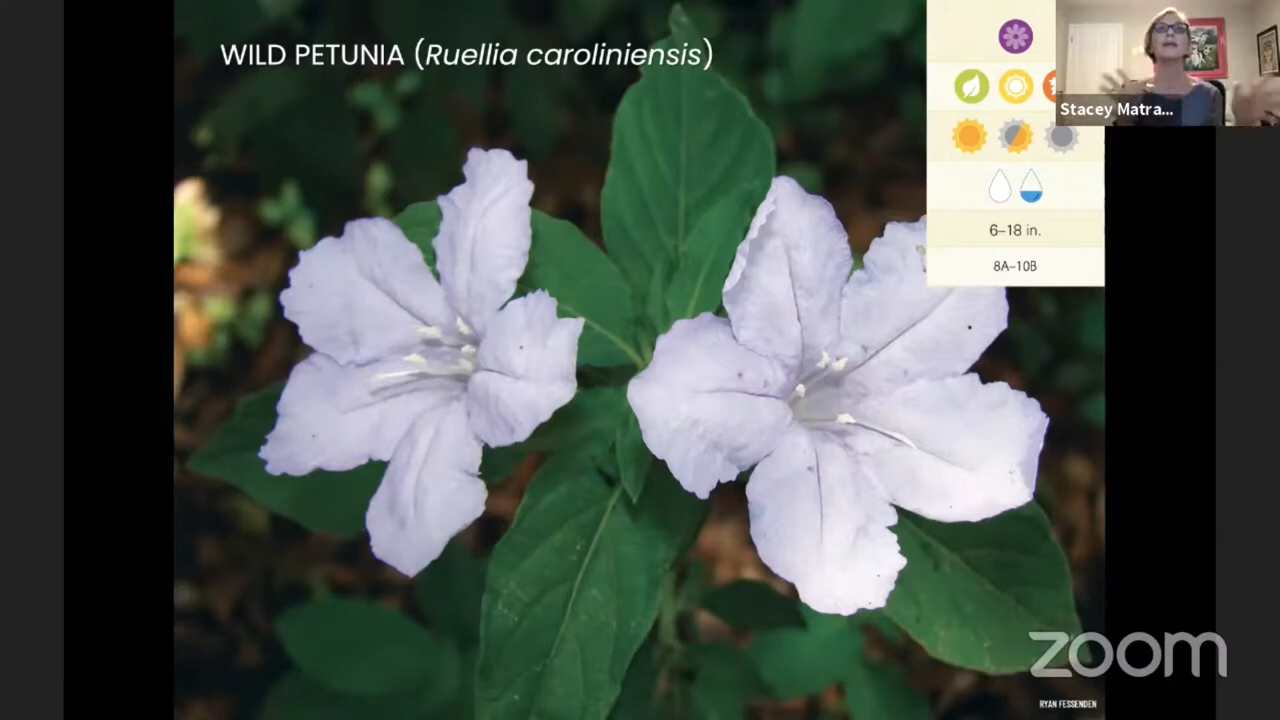 WILD PETUNIA (Ruellia caroliniensis)
Stacey Matra...
6–18 in.
8A–10B
zoom
RYAN FESSENDEN